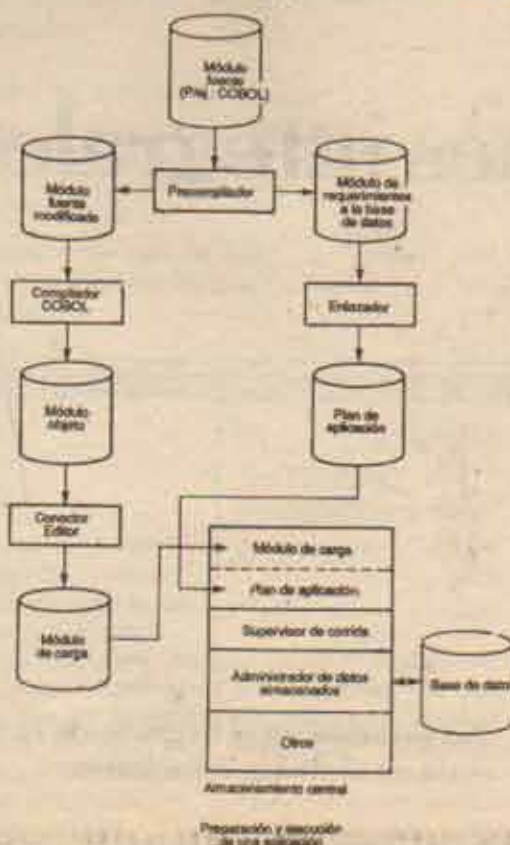 Módulo
fuente
(P.ej.: COBOL)
Precompilador
Módulo
fuente
modificado
Módulo de
requerimientos
a la base
de datos
Compilador
COBOL
Enlazador
Módulo
objeto
Plan de
aplicación
Conector
Editor
Módulo de carga
Plan de aplicación
Supervisor de corrida
Administrador de datos
almacenados
Otros
Módulo
de carga
Base de datos
Almacenamiento central
Preparación y ejecución
de una aplicación